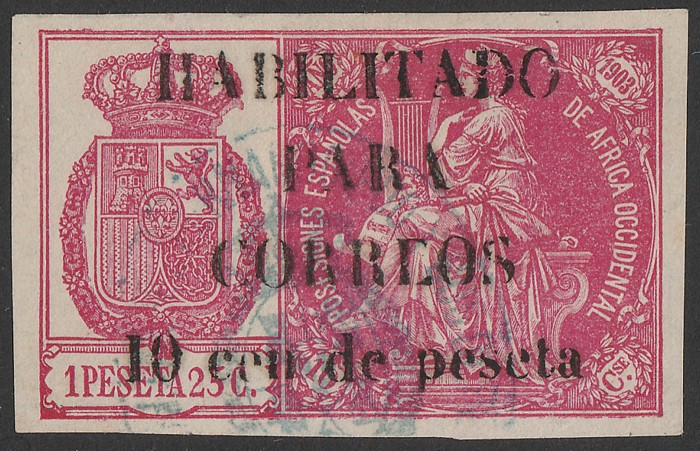 HABILITADO
PARA
CORREOS
10 cen de peseta
1 PESETA 25 C.
POSESIONES ESPAÑOLAS
DE AFRICA OCCIDENTAL
1903